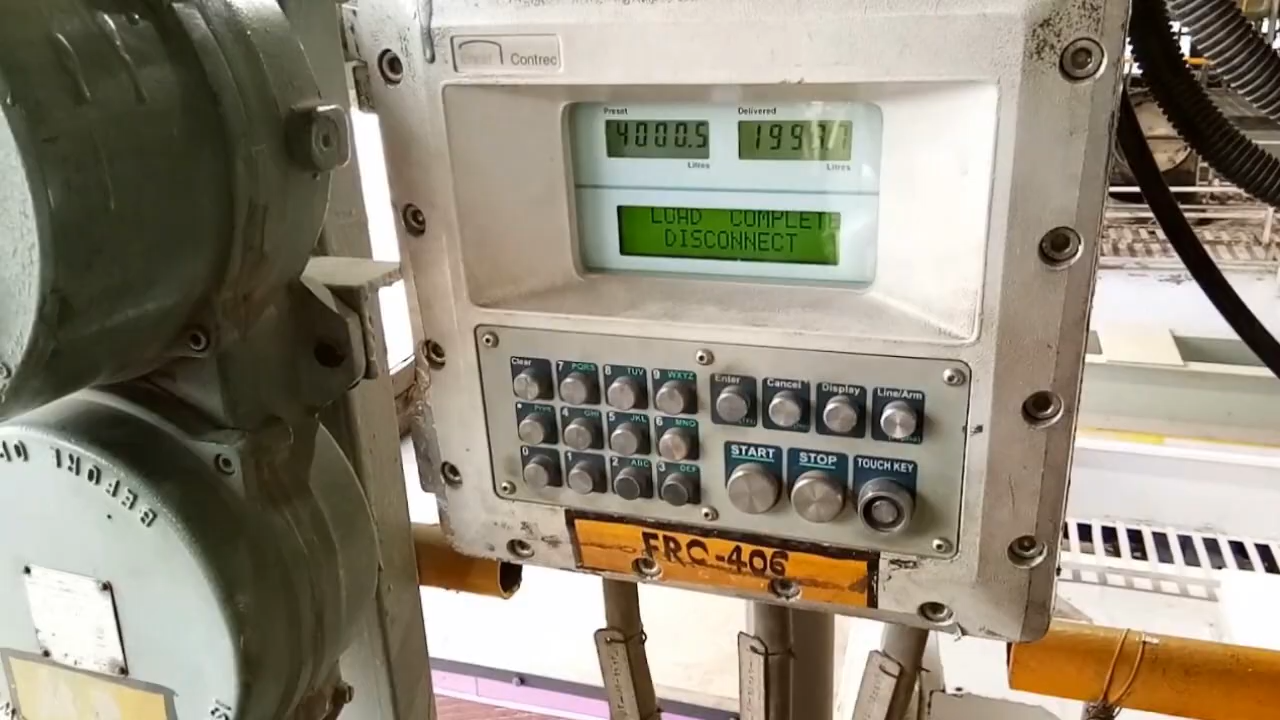 Contrec
Preset
Delivered
4000.5
Litres
Litres
LOAD COMPLETE
DISCONNECT
Clear
7 PQRS
8 TUV
9 WXYZ
Enter
Cancel
Display
Line/Arm
4 GHI
5 JKL
6 MNO
0
1
2 ABC
3 DEF
START
STOP
TOUCH KEY
FRC-406
BEFORE